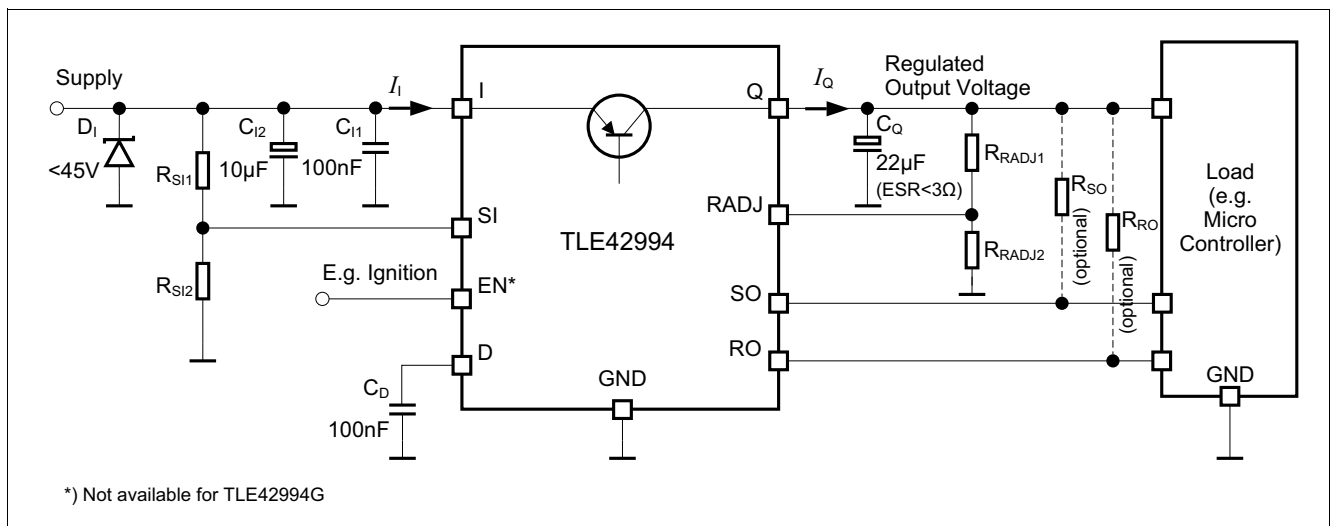 Supply
I_I
I
Q
I_Q
Regulated
Output Voltage
D_I
<45V
R_SI1
C_I2
10µF
C_I1
100nF
C_Q
22µF
(ESR<3Ω)
R_RADJ1
R_SO
(optional)
R_RO
(optional)
Load
(e.g.
Micro
Controller)
SI
RADJ
TLE42994
R_SI2
R_RADJ2
E.g. Ignition
EN*
SO
D
RO
C_D
100nF
GND
GND
*) Not available for TLE42994G